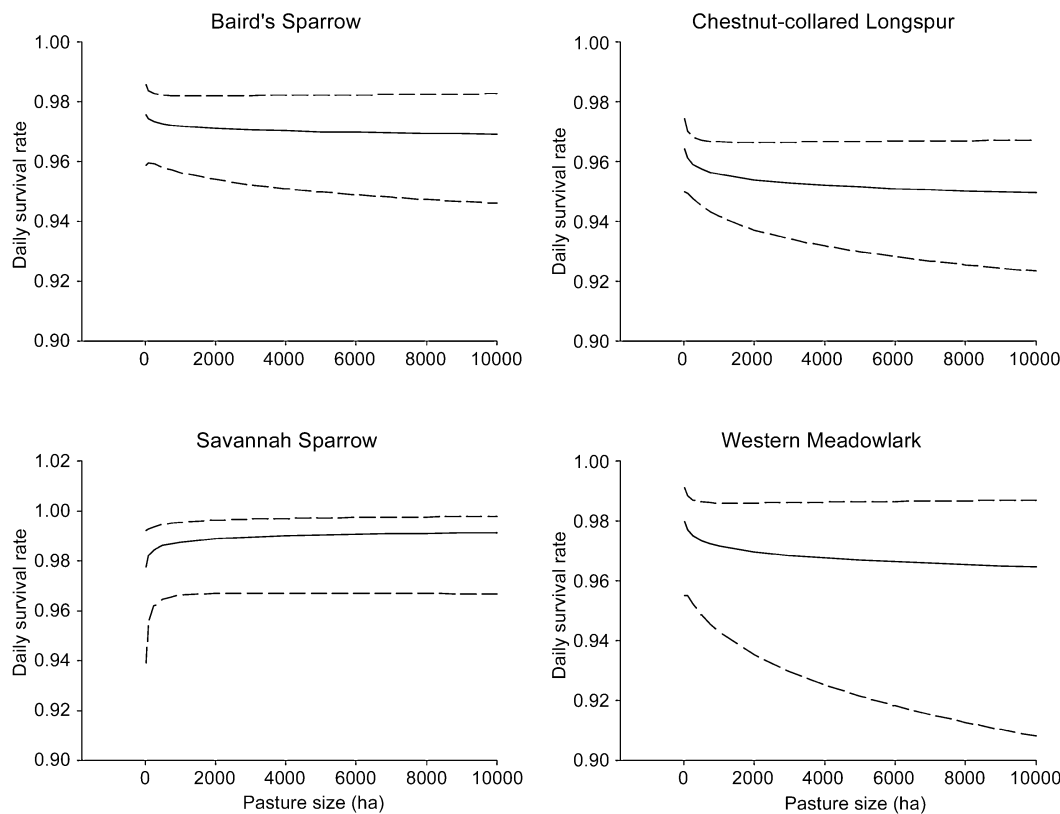 Baird's Sparrow
Chestnut-collared Longspur
Daily survival rate
1.00
0.98
0.96
0.94
0.92
0.90
0 2000 4000 6000 8000 10000
Daily survival rate
1.00
0.98
0.96
0.94
0.92
0.90
0 2000 4000 6000 8000 10000
Savannah Sparrow
Western Meadowlark
Daily survival rate
1.02
1.00
0.98
0.96
0.94
0.92
0.90
0 2000 4000 6000 8000 10000
Pasture size (ha)
Daily survival rate
1.00
0.98
0.96
0.94
0.92
0.90
0 2000 4000 6000 8000 10000
Pasture size (ha)